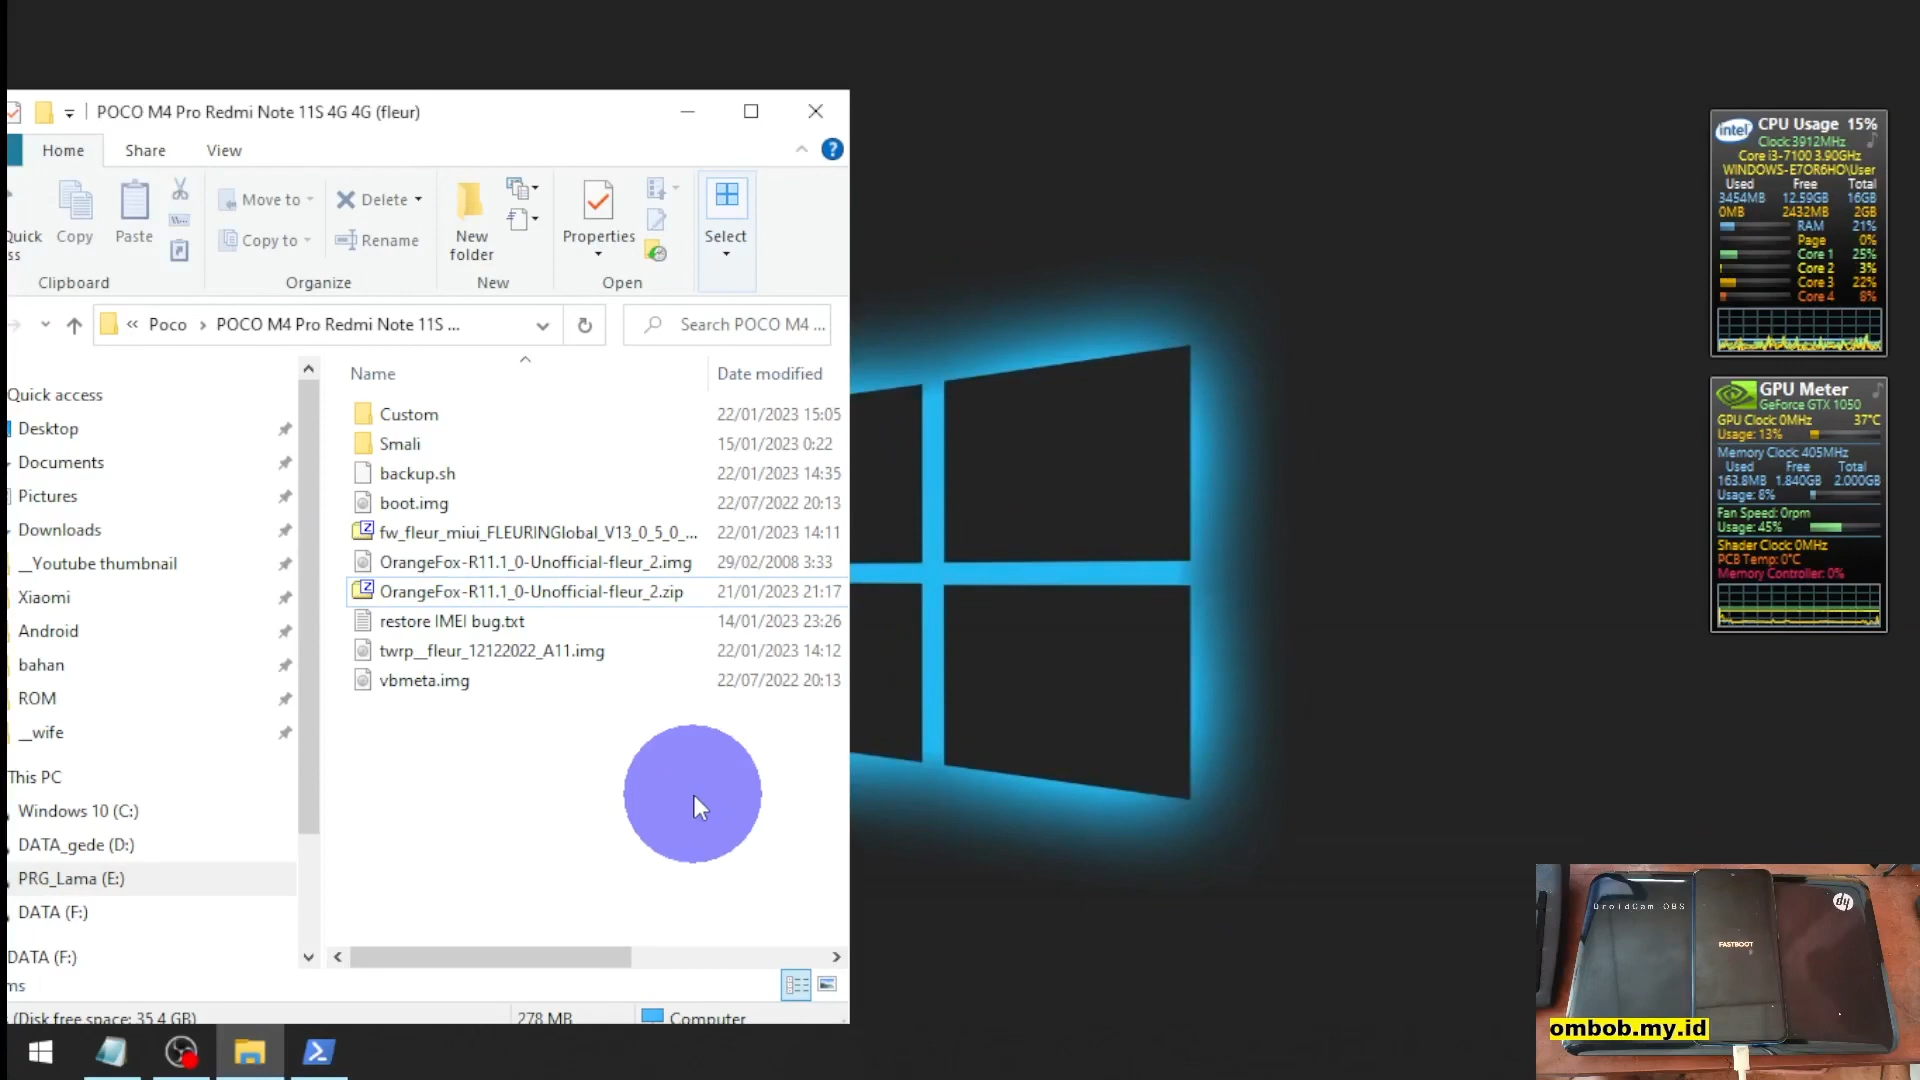 POCO M4 Pro Redmi Note 11S 4G 4G (fleur)
Home Share View
Quick
ss
Copy
Paste
Move to
Copy to
Delete
Rename
New
folder
Properties
Select
Clipboard
Organize
New
Open
« Poco › POCO M4 Pro Redmi Note 11S ...
Search POCO M4 ...
Name Date modified
Custom 22/01/2023 15:05
Smali 15/01/2023 0:22
backup.sh 22/01/2023 14:35
boot.img 22/07/2022 20:13
fw_fleur_miui_FLEURINGlobal_V13_0_5_0_... 22/01/2023 14:11
OrangeFox-R11.1_0-Unofficial-fleur_2.img 29/02/2008 3:33
OrangeFox-R11.1_0-Unofficial-fleur_2.zip 21/01/2023 21:17
restore IMEI bug.txt 14/01/2023 23:26
twrp__fleur_12122022_A11.img 22/01/2023 14:12
vbmeta.img 22/07/2022 20:13
Quick access
Desktop
Documents
Pictures
Downloads
__Youtube thumbnail
Xiaomi
Android
bahan
ROM
__wife
This PC
Windows 10 (C:)
DATA_gede (D:)
PRG_Lama (E:)
DATA (F:)
DATA (F:)
ms
(Disk free space: 35,4 GB) 278 MB Computer
intel
CPU Usage 15%
Clock: 3912MHz
Core i3-7100 3.90GHz
WINDOWS-E7OR6HO\User
Used Free Total
3454MB 12.59GB 16GB
0MB 2432MB 2GB
RAM 21%
Page 0%
Core 1 25%
Core 2 3%
Core 3 22%
Core 4 8%
GPU Meter
GeForce GTX 1050
GPU Clock: 0MHz 37°C
Usage: 13%
Memory Clock: 405MHz
Used Free Total
163.8MB 1.840GB 2.000GB
Usage: 8%
Fan Speed: 0rpm
Usage: 45%
Shader Clock: 0MHz
PCB Temp: 0°C
Memory Controller: 0%
DroidCam OBS
hp
FASTBOOT
ombob.my.id